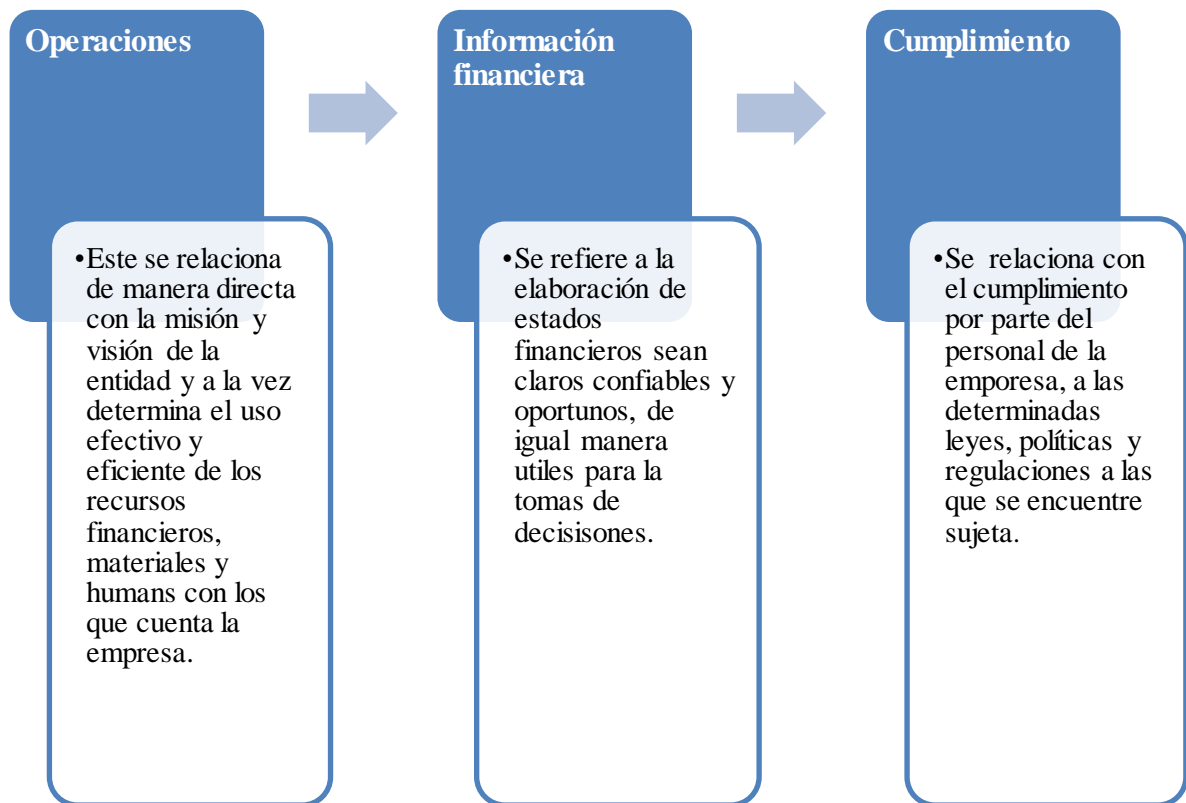 Operaciones
•Este se relaciona
de manera directa
con la misión y
visión de la
entidad y a la vez
determina el uso
efectivo y
eficiente de los
recursos
financieros,
materiales y
humans con los
que cuenta la
empresa.
Información
financiera
•Se refiere a la
elaboración de
estados
financieros sean
claros confiables y
oportunos, de
igual manera
utiles para la
tomas de
decisisones.
Cumplimiento
•Se relaciona con
el cumplimiento
por parte del
personal de la
emporesa, a las
determinadas
leyes, políticas y
regulaciones a las
que se encuentre
sujeta.